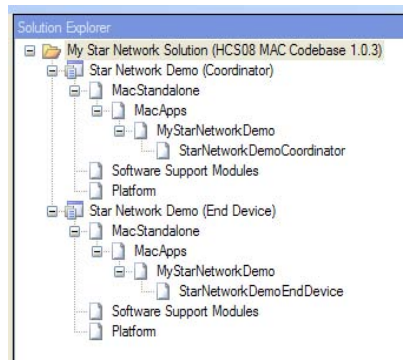 Solution Explorer
My Star Network Solution (HCS08 MAC Codebase 1.0.3)
Star Network Demo (Coordinator)
MacStandalone
MacApps
MyStarNetworkDemo
StarNetworkDemoCoordinator
Software Support Modules
Platform
Star Network Demo (End Device)
MacStandalone
MacApps
MyStarNetworkDemo
StarNetworkDemoEndDevice
Software Support Modules
Platform